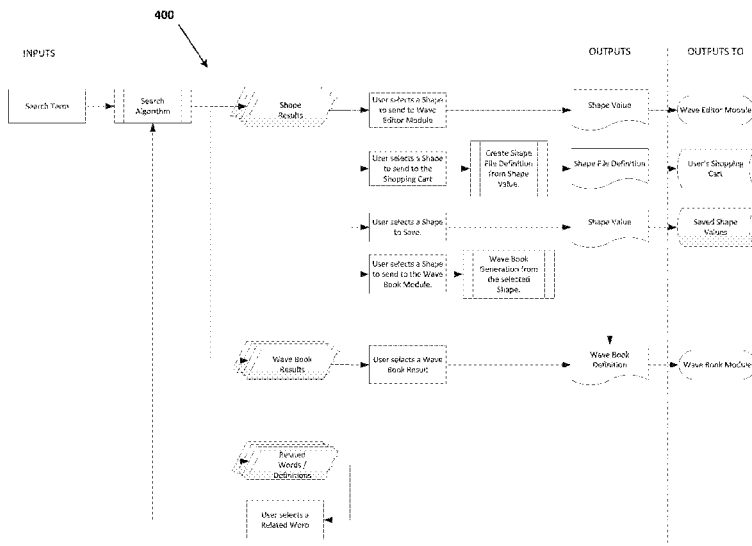 400
INPUTS
OUTPUTS
OUTPUTS TO
Search Term
Search
Algorithm
Shape
Results
User selects a Shape
to send to Wave
Editor Module
Shape Value
Wave Editor Module
User selects a Shape
to send to the
Shopping Cart
Create Shape
File Definition
from Shape
Value.
Shape File Definition
User's Shopping
Cart
User selects a Shape
to Save.
Shape Value
Saved Shape
Values
User selects a Shape
to send to the Wave
Book Module.
Wave Book
Generation from
the selected
Shape.
Wave Book
Results
User selects a Wave
Book Result
Wave Book
Definition
Wave Book Module
Related
Words /
Definitions
User selects a
Related Word